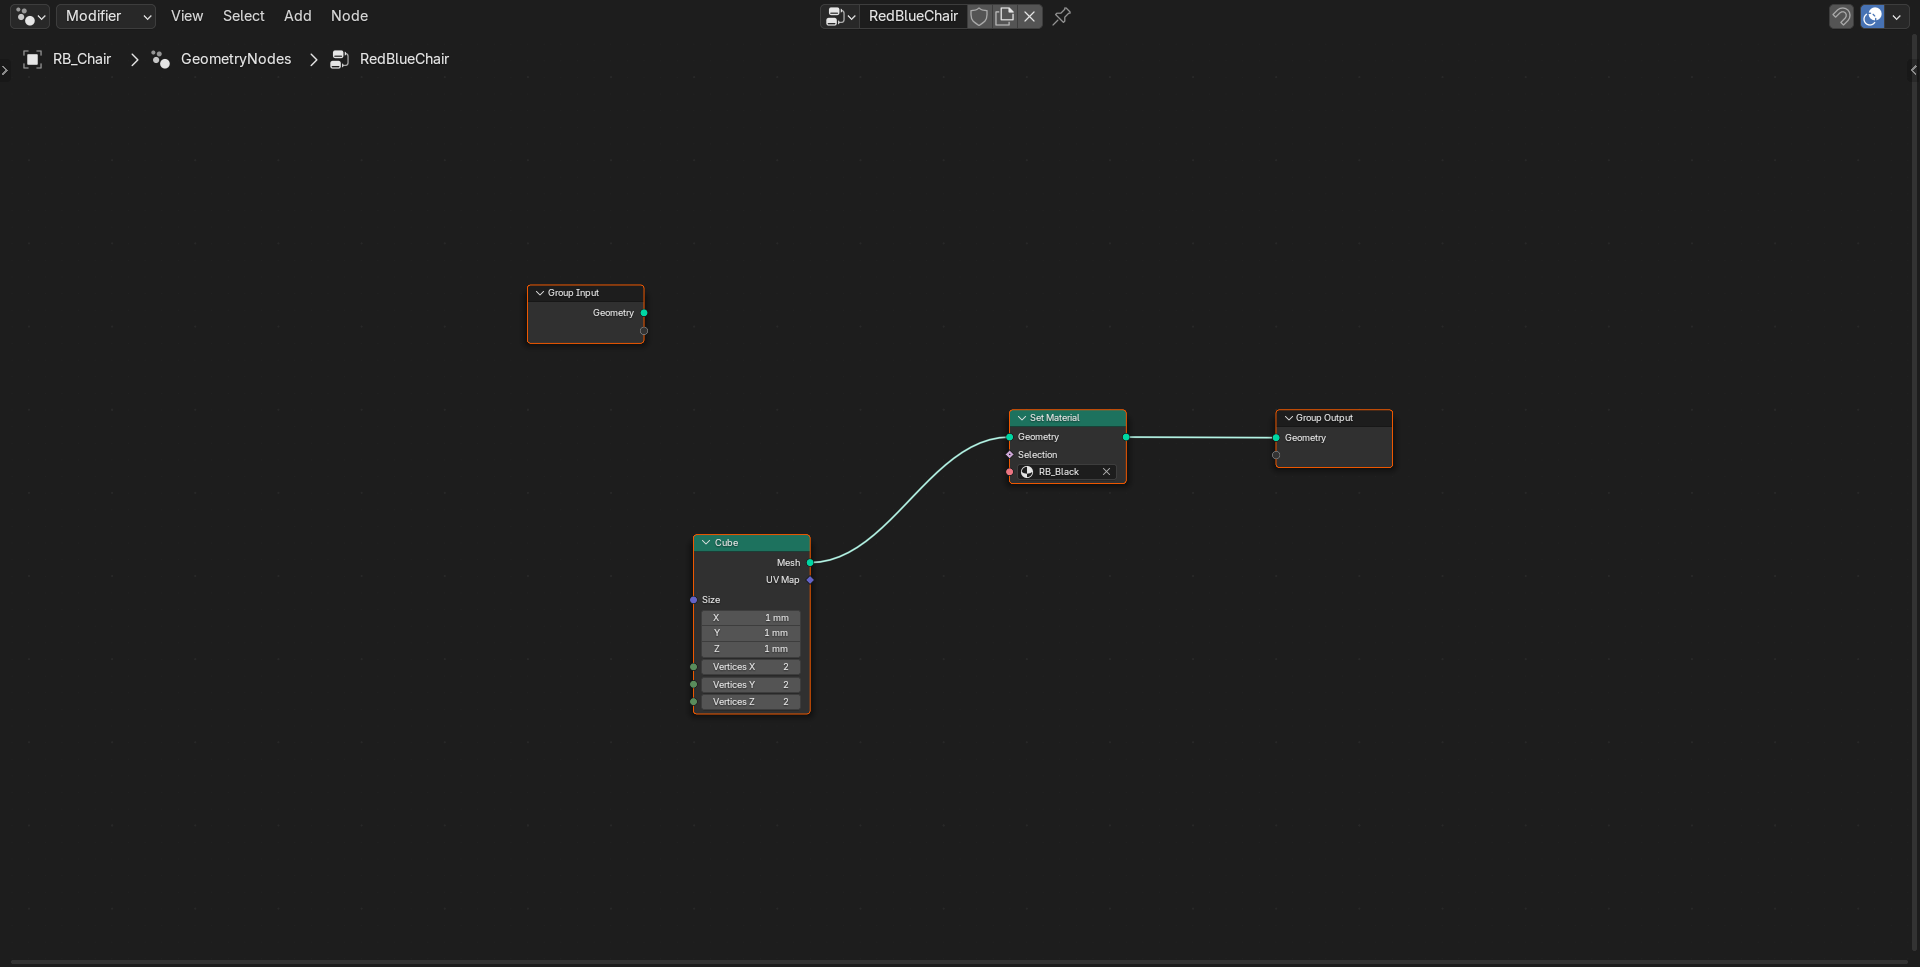 Modifier View Select Add Node RedBlueChair
RB_Chair GeometryNodes RedBlueChair
Group Input
Geometry
Set Material
Geometry
Selection
RB_Black
Group Output
Geometry
Cube
Mesh
UV Map
Size
X 1 mm
Y 1 mm
Z 1 mm
Vertices X 2
Vertices Y 2
Vertices Z 2